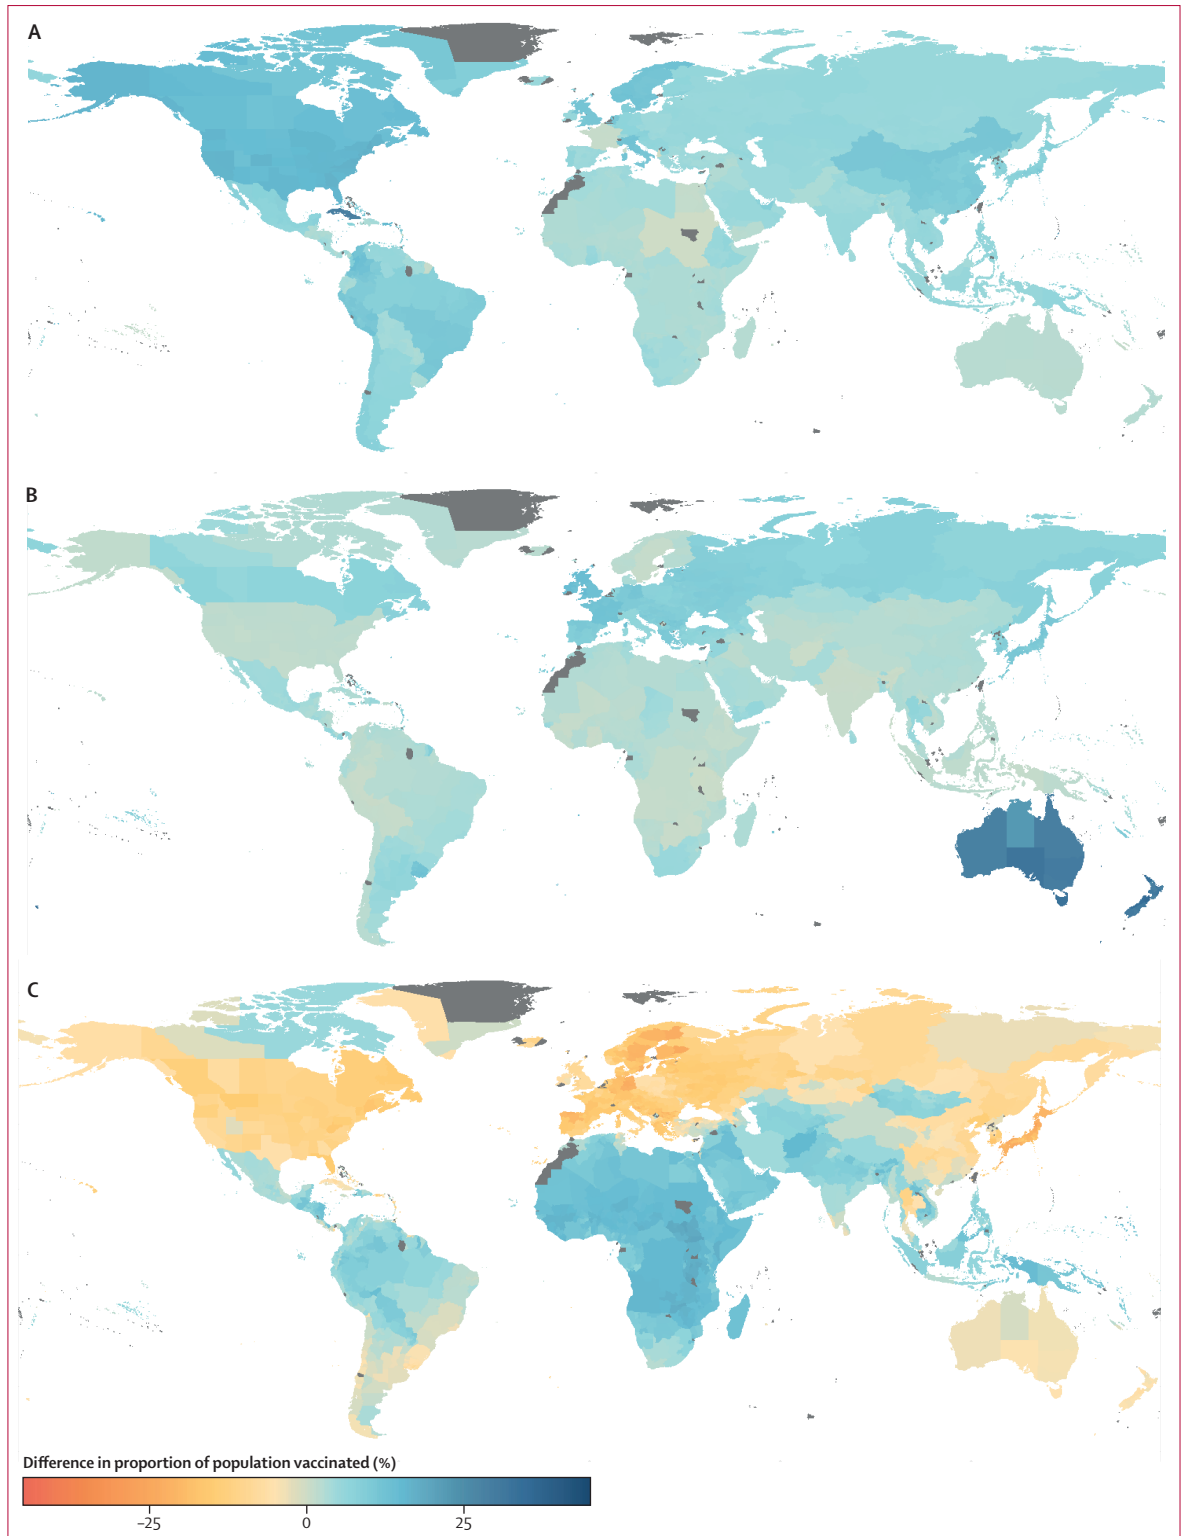 A
B
C
Difference in proportion of population vaccinated (%)
–25 0 25